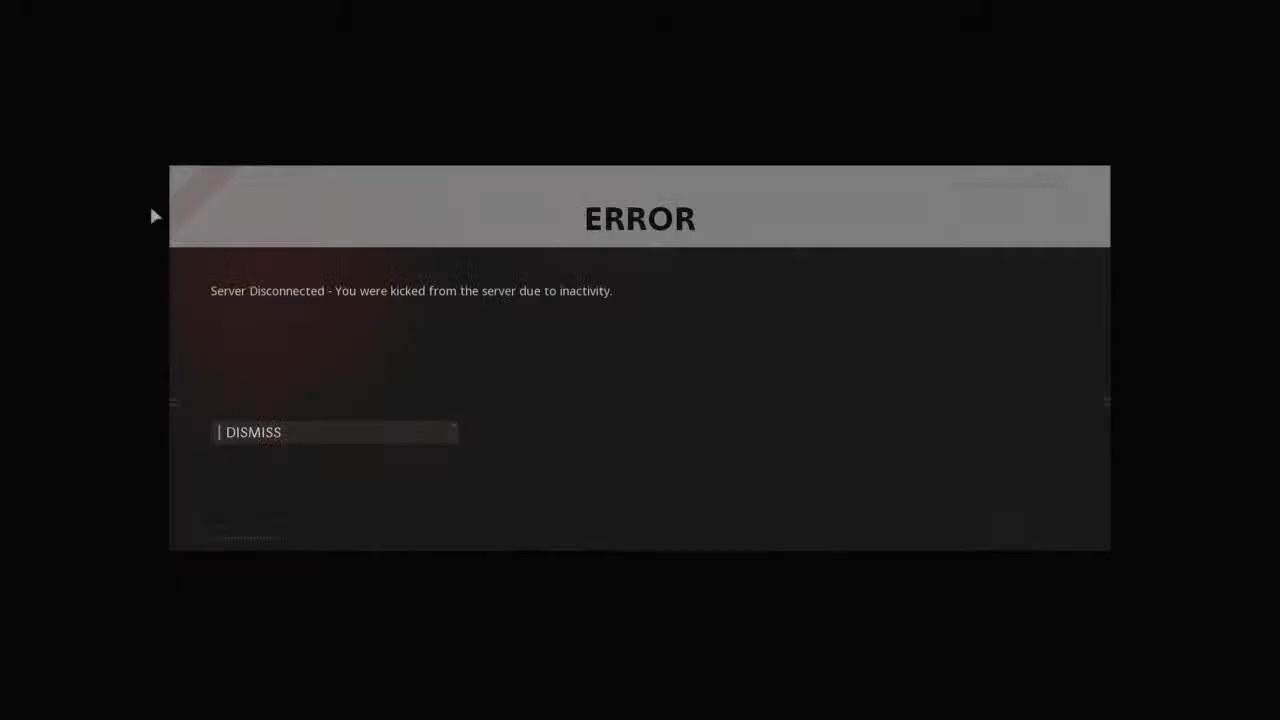 ERROR
Server Disconnected - You were kicked from the server due to inactivity.
DISMISS